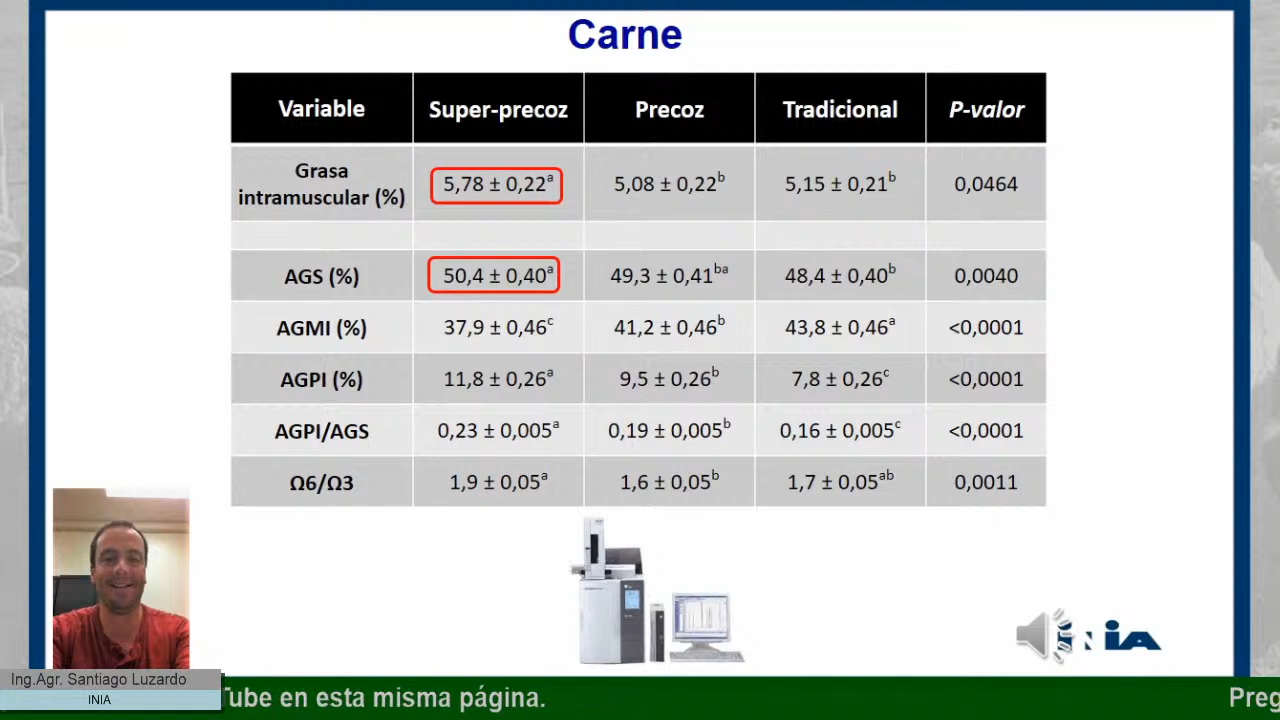 Carne
Variable Super-precoz Precoz Tradicional P-valor
Grasa
intramuscular (%) 5,78 ± 0,22ª 5,08 ± 0,22ᵇ 5,15 ± 0,21ᵇ 0,0464
AGS (%) 50,4 ± 0,40ª 49,3 ± 0,41ᵇᵃ 48,4 ± 0,40ᵇ 0,0040
AGMI (%) 37,9 ± 0,46ᶜ 41,2 ± 0,46ᵇ 43,8 ± 0,46ª <0,0001
AGPI (%) 11,8 ± 0,26ª 9,5 ± 0,26ᵇ 7,8 ± 0,26ᶜ <0,0001
AGPI/AGS 0,23 ± 0,005ª 0,19 ± 0,005ᵇ 0,16 ± 0,005ᶜ <0,0001
Ω6/Ω3 1,9 ± 0,05ª 1,6 ± 0,05ᵇ 1,7 ± 0,05ᵃᵇ 0,0011
Ing.Agr. Santiago Luzardo
INIA
Tube en esta misma página. Preg